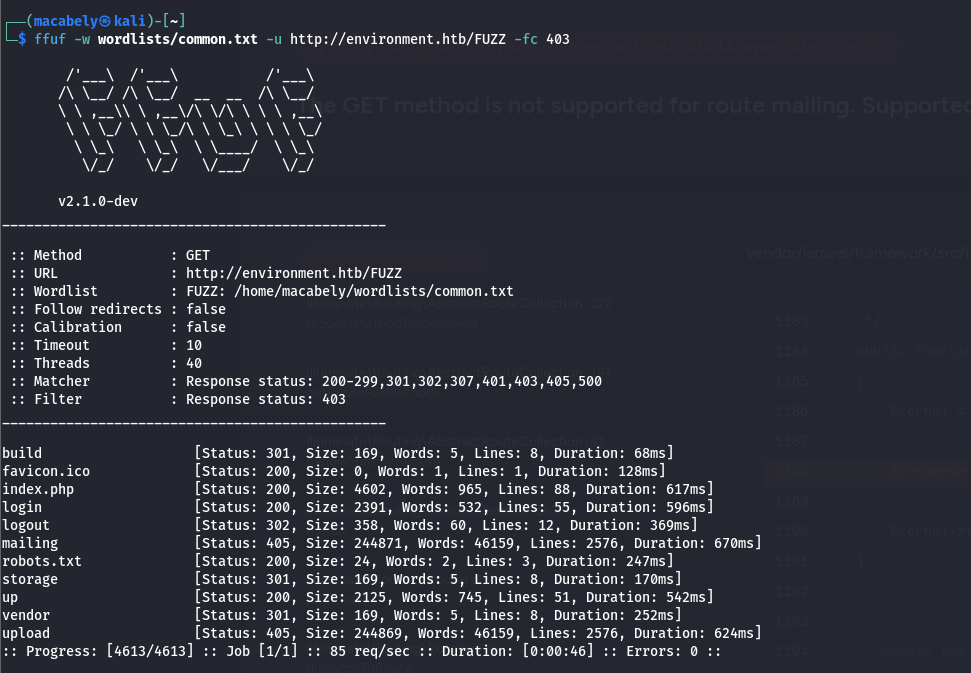 ┌──(macabely㉿kali)-[~]
└─$ ffuf -w wordlists/common.txt -u http://environment.htb/FUZZ -fc 403
        /'___\  /'___\           /'___\
       /\ \__/ /\ \__/  __  __  /\ \__/
       \ \ ,__\\ \ ,__\/\ \/\ \ \ \ ,__\
        \ \ \_/ \ \ \_/\ \ \_\ \ \ \ \_/
         \ \_\   \ \_\  \ \____/  \ \_\
          \/_/    \/_/   \/___/    \/_/
The GET method is not supported for route mailing. Supported
       v2.1.0-dev
________________________________________________
 :: Method           : GET
 :: URL              : http://environment.htb/FUZZ
 :: Wordlist         : FUZZ: /home/macabely/wordlists/common.txt
 :: Follow redirects : false
 :: Calibration      : false
 :: Timeout          : 10
 :: Threads          : 40
 :: Matcher          : Response status: 200-299,301,302,307,401,403,405,500
 :: Filter           : Response status: 403
________________________________________________
vendor/laravel/framework/src/
requestMethodNotAllowed
1183 */
1184 public functi
1185 {
1186 $kernel =
1187
1188
1189
1190 $kernel->
1191 }
1192
1193 /**
1194
build                   [Status: 301, Size: 169, Words: 5, Lines: 8, Duration: 68ms]
favicon.ico             [Status: 200, Size: 0, Words: 1, Lines: 1, Duration: 128ms]
index.php               [Status: 200, Size: 4602, Words: 965, Lines: 88, Duration: 617ms]
login                   [Status: 200, Size: 2391, Words: 532, Lines: 55, Duration: 596ms]
logout                  [Status: 302, Size: 358, Words: 60, Lines: 12, Duration: 369ms]
mailing                 [Status: 405, Size: 244871, Words: 46159, Lines: 2576, Duration: 670ms]
robots.txt              [Status: 200, Size: 24, Words: 2, Lines: 3, Duration: 247ms]
storage                 [Status: 301, Size: 169, Words: 5, Lines: 8, Duration: 170ms]
up                      [Status: 200, Size: 2125, Words: 745, Lines: 51, Duration: 542ms]
vendor                  [Status: 301, Size: 169, Words: 5, Lines: 8, Duration: 252ms]
upload                  [Status: 405, Size: 244869, Words: 46159, Lines: 2576, Duration: 624ms]
:: Progress: [4613/4613] :: Job [1/1] :: 85 req/sec :: Duration: [0:00:46] :: Errors: 0 ::